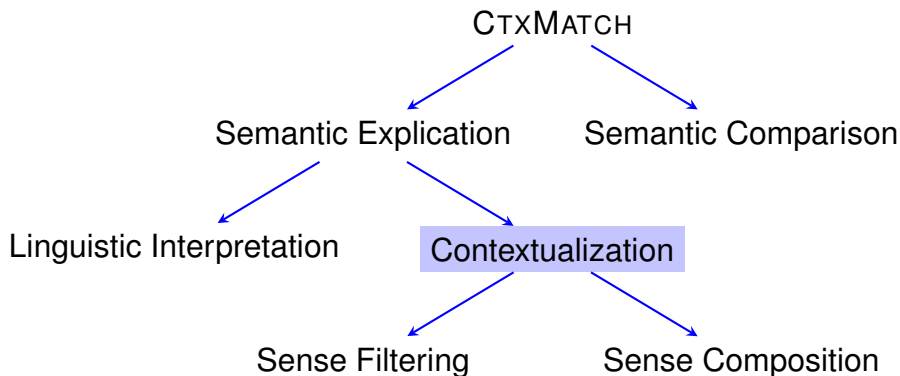 CTXMATCH
Semantic Explication Semantic Comparison
Linguistic Interpretation Contextualization
Sense Filtering Sense Composition